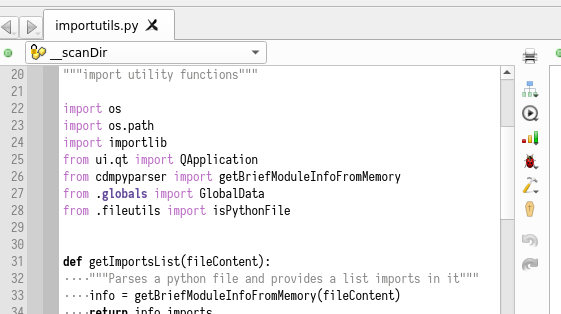 importutils.py
__scanDir
20 """import utility functions"""
21
22 import os
23 import os.path
24 import importlib
25 from ui.qt import QApplication
26 from cdmpyparser import getBriefModuleInfoFromMemory
27 from .globals import GlobalData
28 from .fileutils import isPythonFile
29
30
31 def getImportsList(fileContent):
32 ····"""Parses a python file and provides a list imports in it"""
33 ····info = getBriefModuleInfoFromMemory(fileContent)
34 ····return info.imports